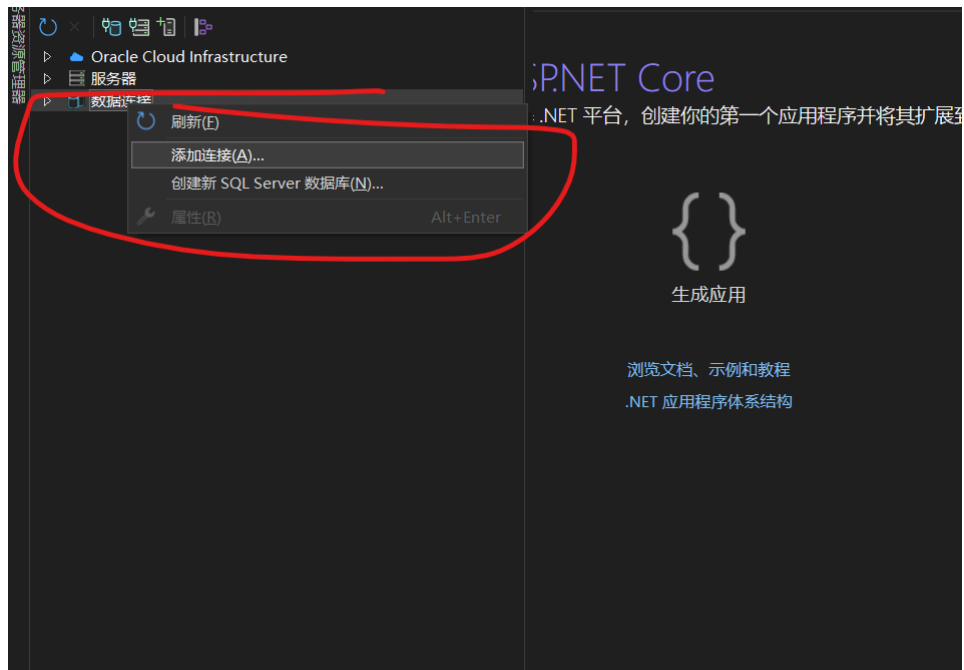 器资源管理器
Oracle Cloud Infrastructure
服务器
数据连接
刷新(F)
添加连接(A)...
创建新 SQL Server 数据库(N)...
属性(R) Alt+Enter
P.NET Core
.NET 平台，创建你的第一个应用程序并将其扩展到
{ }
生成应用
浏览文档、示例和教程
.NET 应用程序体系结构